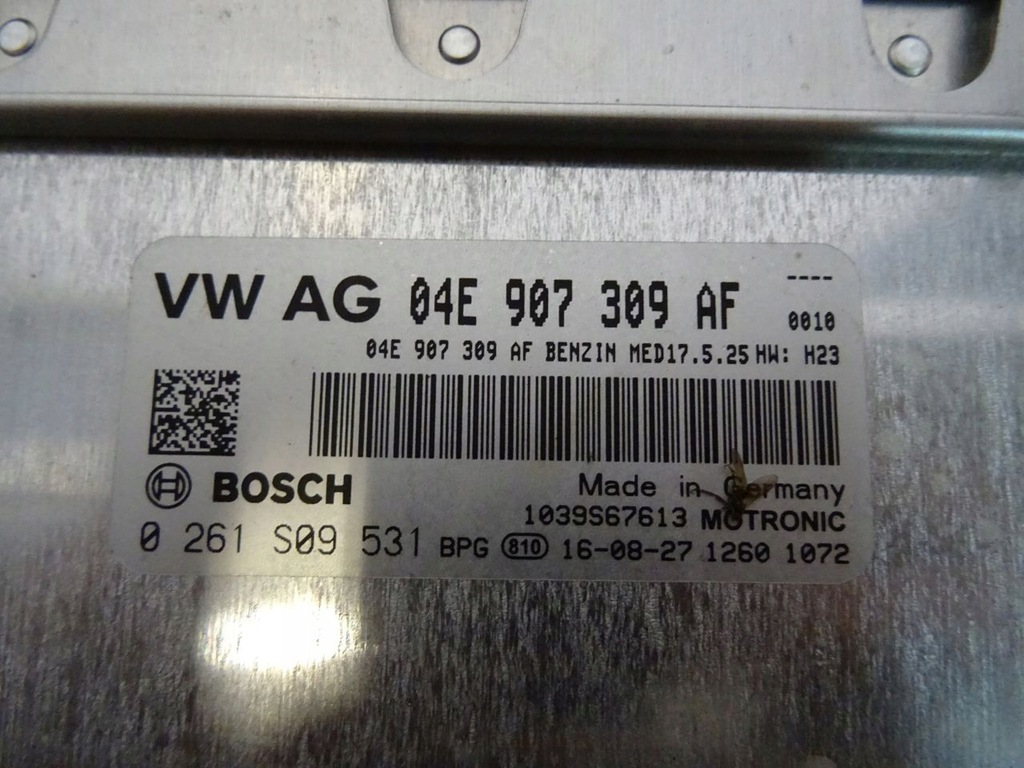 VW AG 04E 907 309 AF ----
0010
04E 907 309 AF BENZIN MED17.5.25 HW: H23
BOSCH
Made in Germany
1039S67613 MOTRONIC
0 261 S09 531 BPG 810 16-08-27 1260 1072